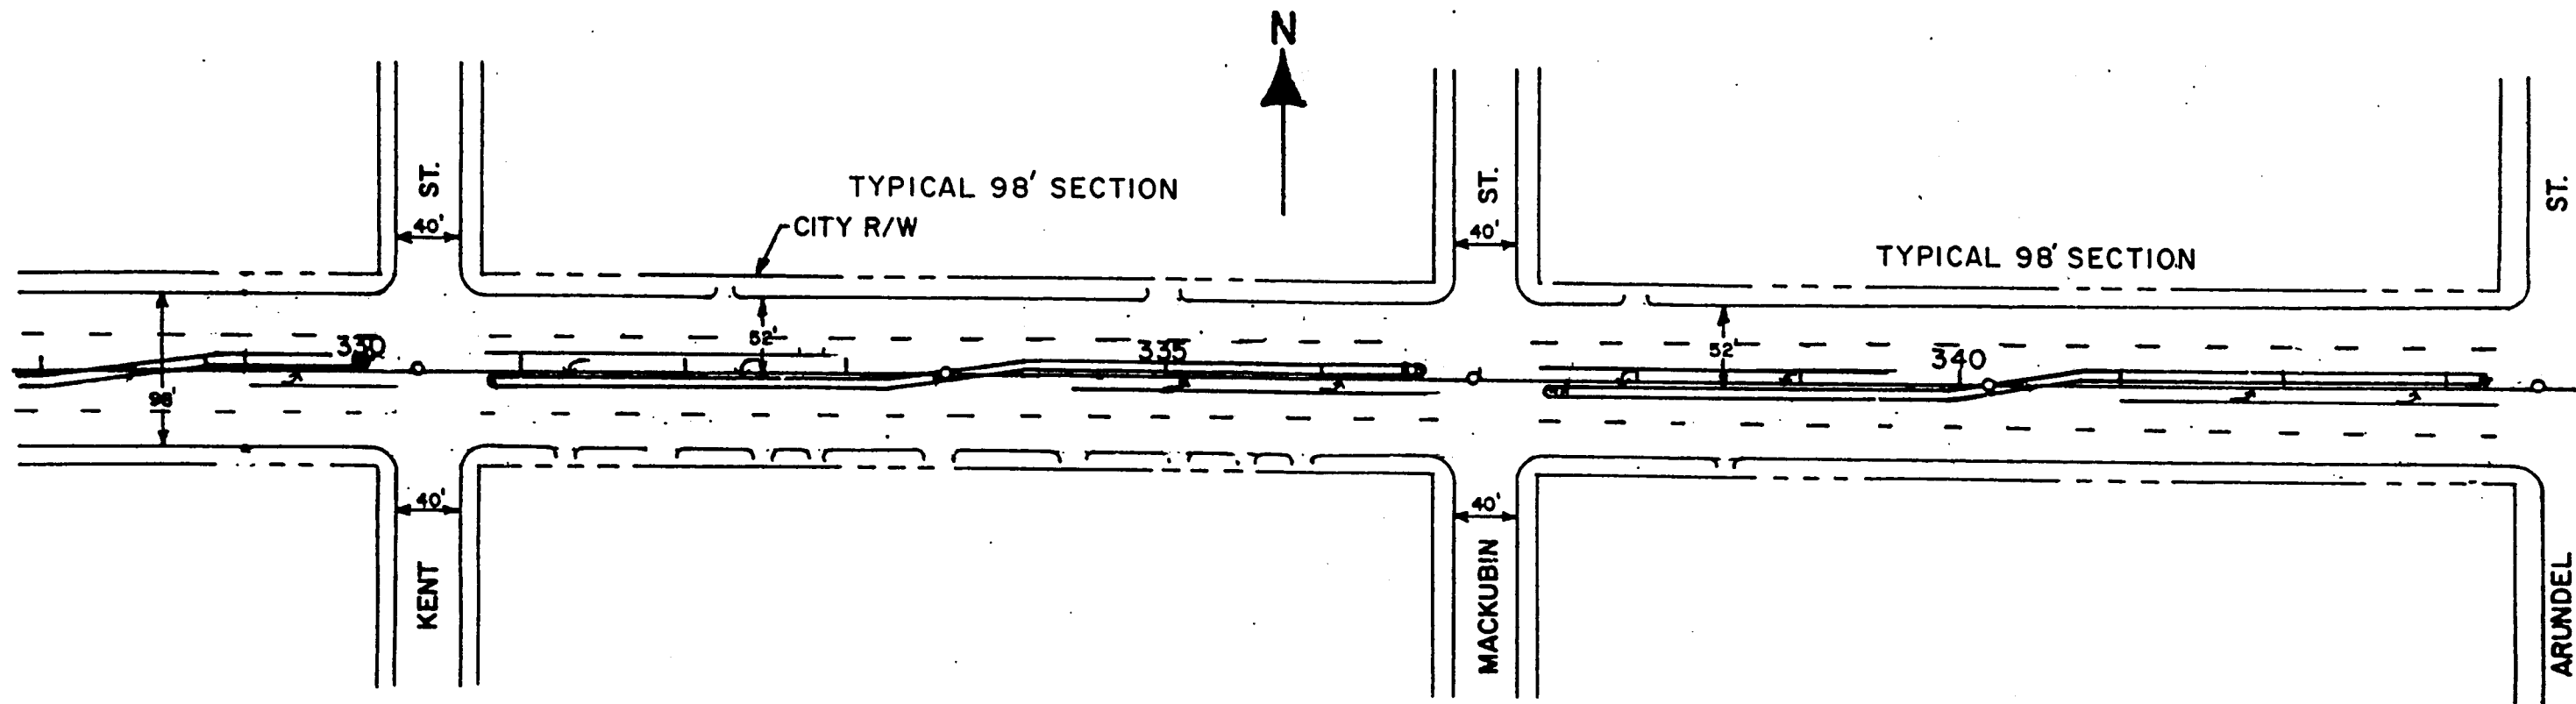 N
ST.
TYPICAL 98' SECTION
ST.
ST.
CITY R/W
40'
40'
TYPICAL 98' SECTION
330
52'
335
52'
340
98'
40'
40'
KENT
MACKUBIN
ARUNDEL